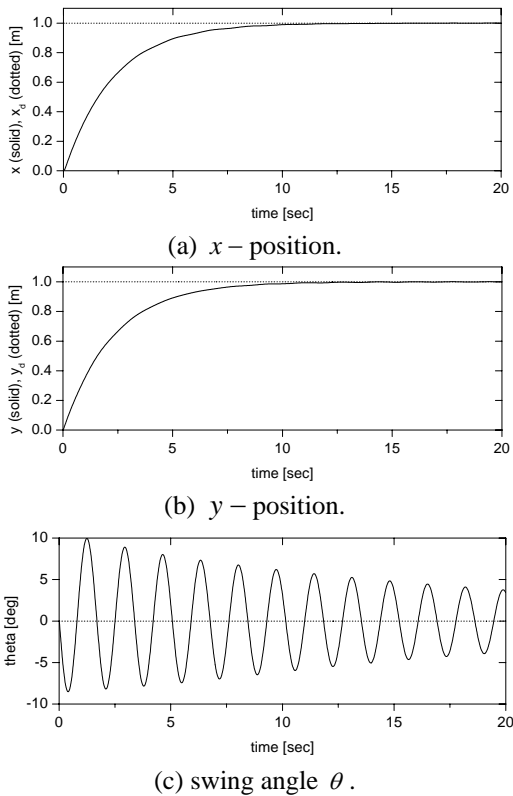 1.0
0.8
0.6
0.4
0.2
0.0
x (solid), x_d (dotted) [m]
0 5 10 15 20
time [sec]
(a) x – position.
1.0
0.8
0.6
0.4
0.2
0.0
y (solid), y_d (dotted) [m]
0 5 10 15 20
time [sec]
(b) y – position.
10
5
0
-5
-10
theta [deg]
0 5 10 15 20
time [sec]
(c) swing angle θ .